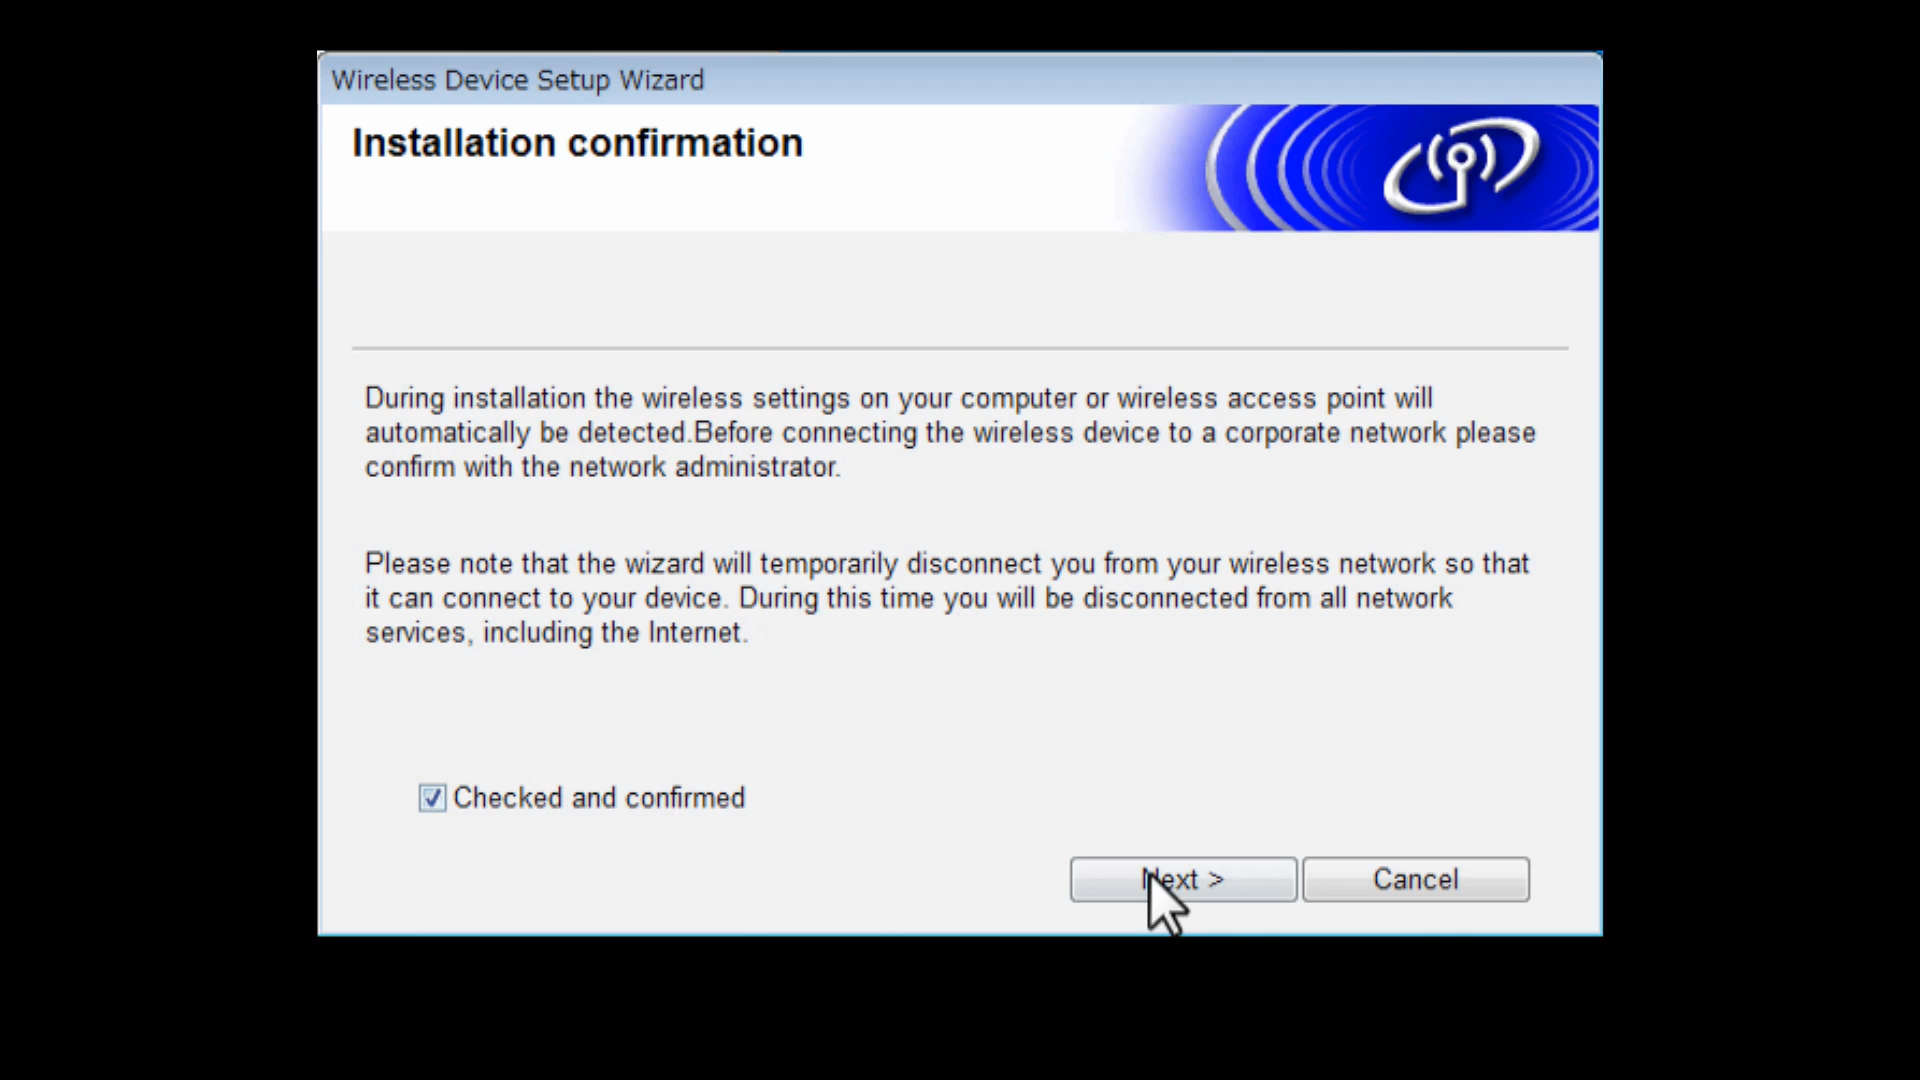 Wireless Device Setup Wizard
Installation confirmation
During installation the wireless settings on your computer or wireless access point will
automatically be detected.Before connecting the wireless device to a corporate network please
confirm with the network administrator.
Please note that the wizard will temporarily disconnect you from your wireless network so that
it can connect to your device. During this time you will be disconnected from all network
services, including the Internet.
Checked and confirmed
Next >
Cancel